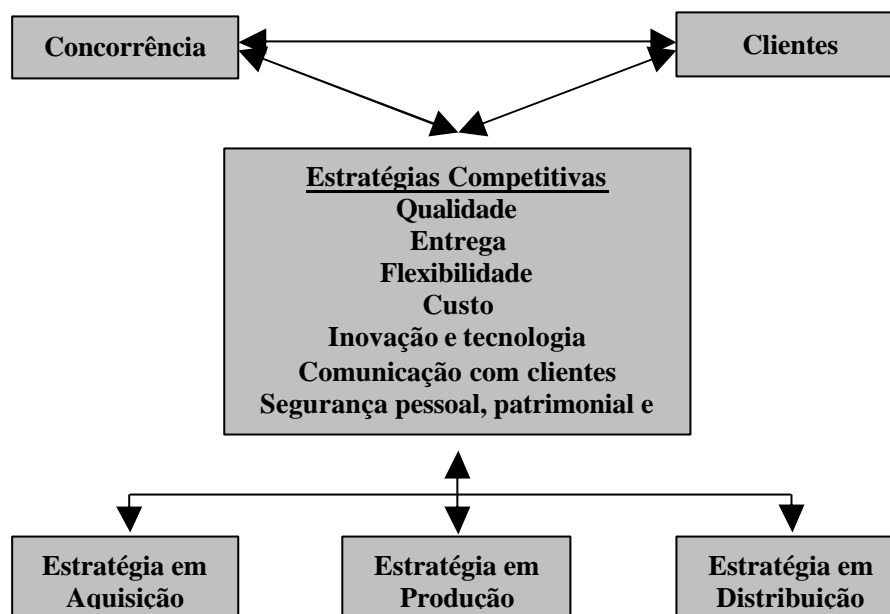 Concorrência
Clientes
Estratégias Competitivas
Qualidade
Entrega
Flexibilidade
Custo
Inovação e tecnologia
Comunicação com clientes
Segurança pessoal, patrimonial e
Estratégia em
Aquisição
Estratégia em
Produção
Estratégia em
Distribuição